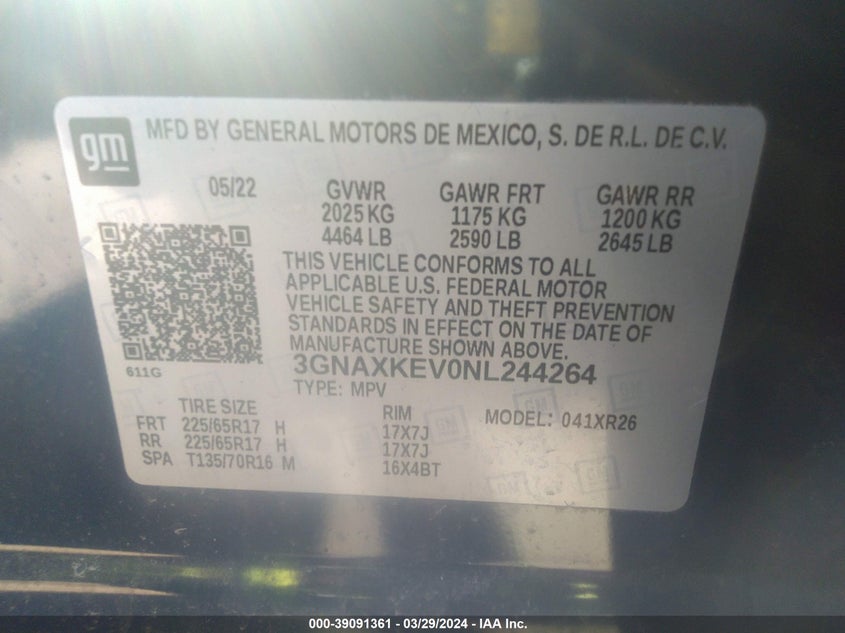 gm
MFD BY GENERAL MOTORS DE MEXICO, S. DE R.L. DE C.V.
05/22 GVWR GAWR FRT GAWR RR
2025 KG 1175 KG 1200 KG
4464 LB 2590 LB 2645 LB
THIS VEHICLE CONFORMS TO ALL
APPLICABLE U.S. FEDERAL MOTOR
VEHICLE SAFETY AND THEFT PREVENTION
STANDARDS IN EFFECT ON THE DATE OF
MANUFACTURE SHOWN ABOVE.
611G
3GNAXKEV0NL244264
TYPE: MPV
TIRE SIZE RIM MODEL: 041XR26
FRT 225/65R17 H 17X7J
RR 225/65R17 H 17X7J
SPA T135/70R16 M 16X4BT
000-39091361 / 03/29/2024 - IAA Inc.